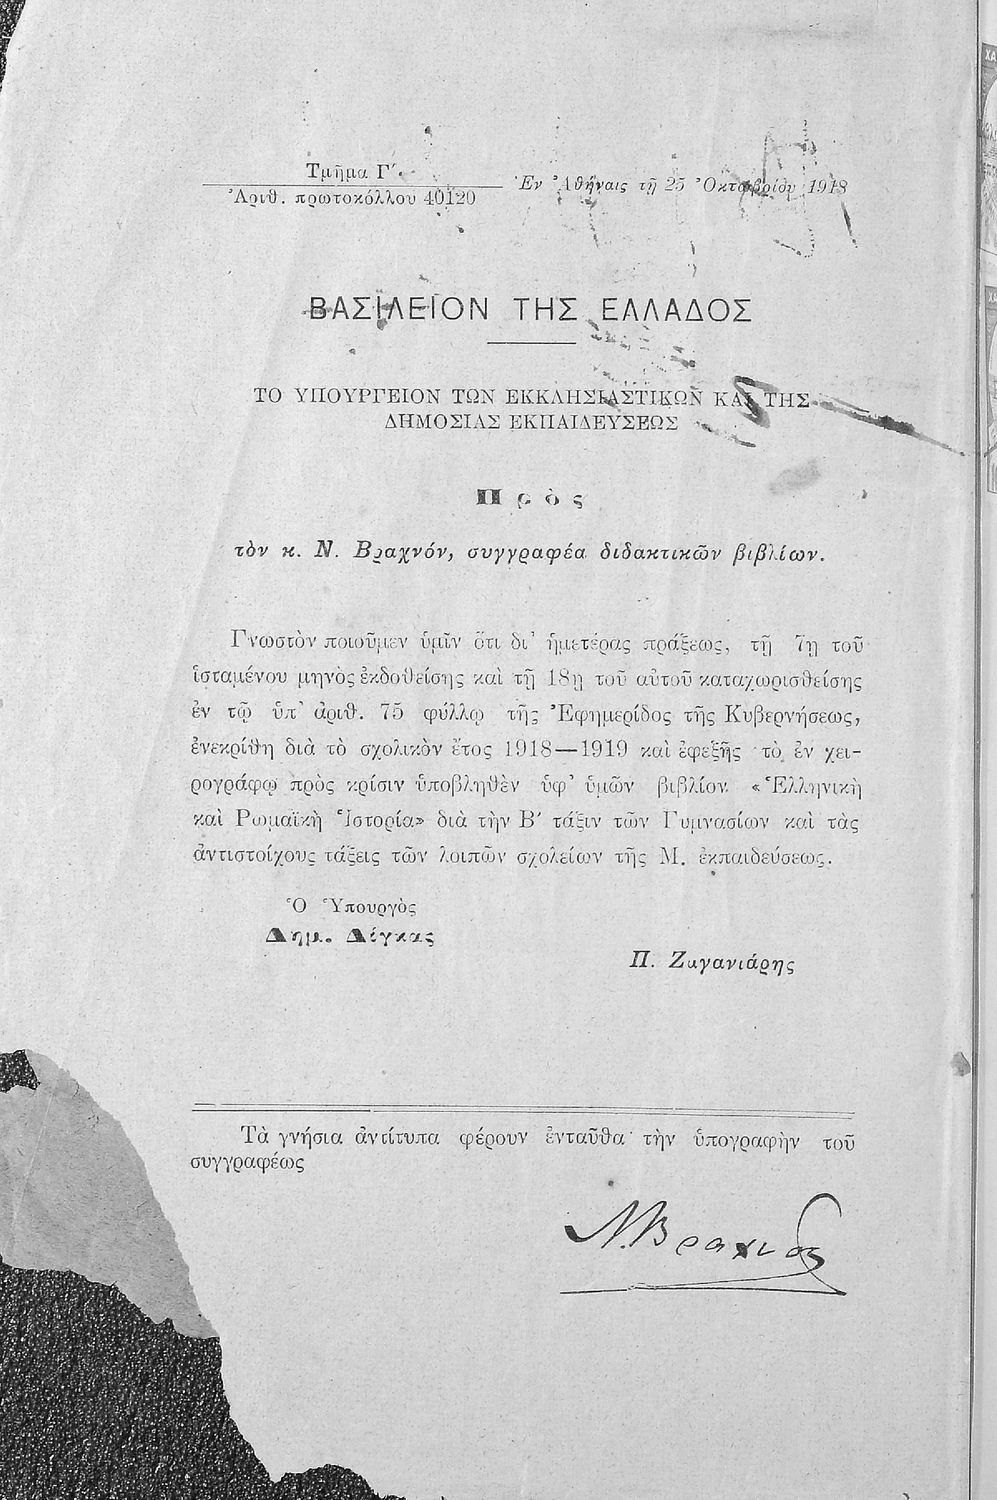 Τμῆμα Γ΄.
Ἀριθ. πρωτοκόλλου 40120
Ἐν Ἀθήναις τῇ 25 Ὀκτωβρίου 1918
ΒΑΣΙΛΕΙΟΝ ΤΗΣ ΕΛΛΑΔΟΣ
ΤΟ ΥΠΟΥΡΓΕΙΟΝ ΤΩΝ ΕΚΚΛΗΣΙΑΣΤΙΚΩΝ ΚΑΙ ΤΗΣ
ΔΗΜΟΣΙΑΣ ΕΚΠΑΙΔΕΥΣΕΩΣ
Πρὸς
τὸν κ. Ν. Βραχνόν, συγγραφέα διδακτικῶν βιβλίων.
Γνωστὸν ποιοῦμεν ὑμῖν ὅτι δι' ἡμετέρας πράξεως, τῇ 7ῃ τοῦ
ἱσταμένου μηνὸς ἐκδοθείσης καὶ τῇ 18ῃ τοῦ αὐτοῦ καταχωρισθείσης
ἐν τῷ ὑπ' ἀριθ. 75 φύλλῳ τῆς Ἐφημερίδος τῆς Κυβερνήσεως,
ἐνεκρίθη διὰ τὸ σχολικὸν ἔτος 1918—1919 καὶ ἐφεξῆς τὸ ἐν χει-
ρογράφῳ πρὸς κρίσιν ὑποβληθὲν ὑφ' ὑμῶν βιβλίον «Ἑλληνικὴ
καὶ Ρωμαϊκὴ Ἱστορία» διὰ τὴν Β΄ τάξιν τῶν Γυμνασίων καὶ τὰς
ἀντιστοίχους τάξεις τῶν λοιπῶν σχολείων τῆς Μ. ἐκπαιδεύσεως.
Ὁ Ὑπουργὸς
Δημ. Δίγκας
Π. Ζαγανιάρης
Τὰ γνήσια ἀντίτυπα φέρουν ἐνταῦθα τὴν ὑπογραφὴν τοῦ
συγγραφέως
Ν. Βραχνός